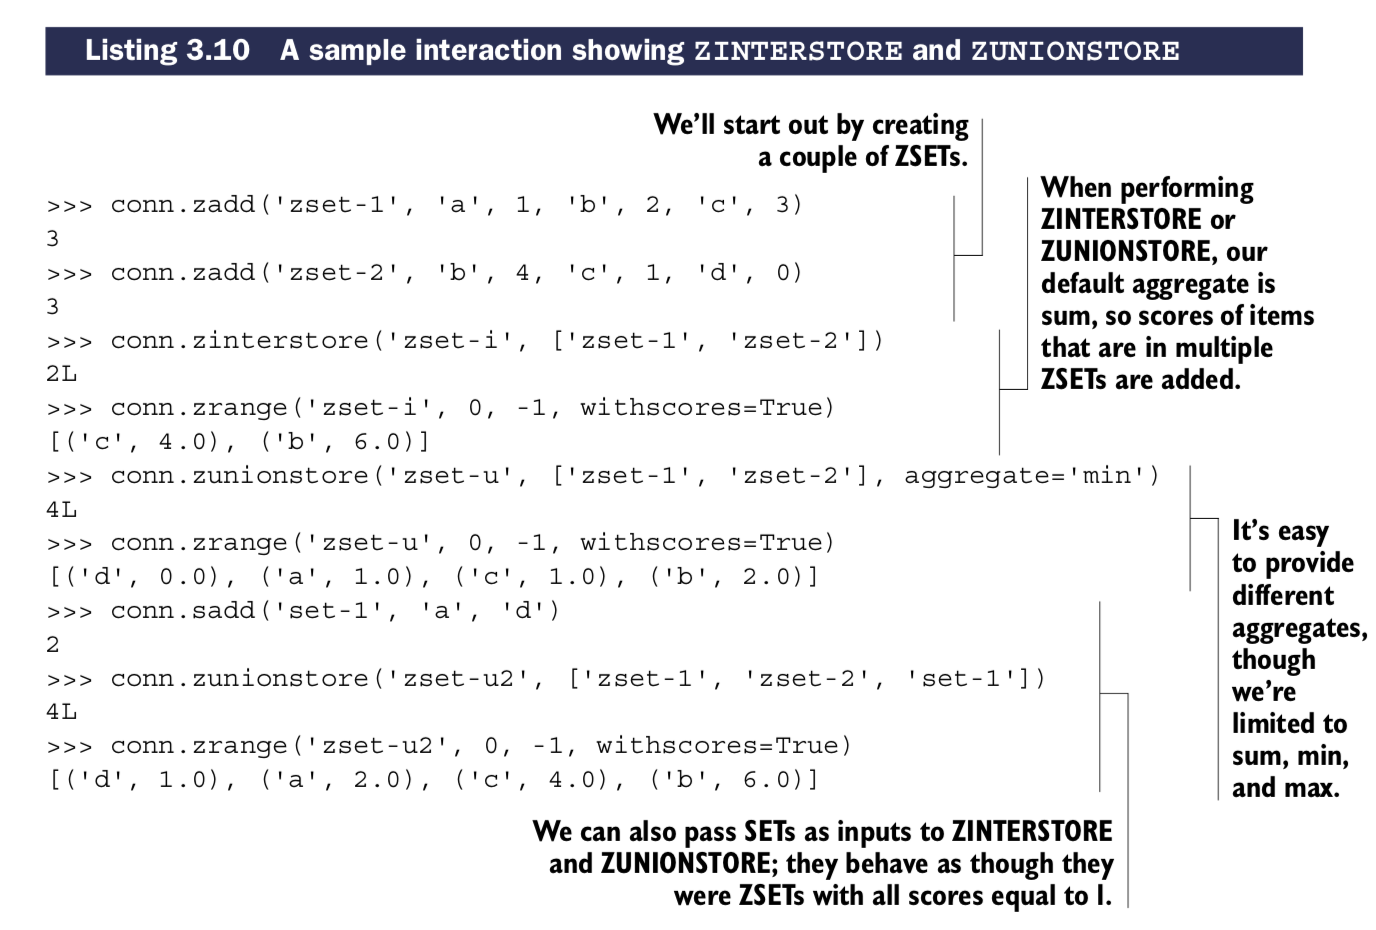 Listing 3.10 A sample interaction showing ZINTERSTORE and ZUNIONSTORE
We'll start out by creating
a couple of ZSETs.
>>> conn.zadd('zset-1', 'a', 1, 'b', 2, 'c', 3)
3
>>> conn.zadd('zset-2', 'b', 4, 'c', 1, 'd', 0)
3
>>> conn.zinterstore('zset-i', ['zset-1', 'zset-2'])
2L
>>> conn.zrange('zset-i', 0, -1, withscores=True)
[('c', 4.0), ('b', 6.0)]
When performing
ZINTERSTORE or
ZUNIONSTORE, our
default aggregate is
sum, so scores of items
that are in multiple
ZSETs are added.
>>> conn.zunionstore('zset-u', ['zset-1', 'zset-2'], aggregate='min')
4L
>>> conn.zrange('zset-u', 0, -1, withscores=True)
[('d', 0.0), ('a', 1.0), ('c', 1.0), ('b', 2.0)]
It's easy
to provide
different
aggregates,
though
we're
limited to
sum, min,
and max.
>>> conn.sadd('set-1', 'a', 'd')
2
>>> conn.zunionstore('zset-u2', ['zset-1', 'zset-2', 'set-1'])
4L
>>> conn.zrange('zset-u2', 0, -1, withscores=True)
[('d', 1.0), ('a', 2.0), ('c', 4.0), ('b', 6.0)]
We can also pass SETs as inputs to ZINTERSTORE
and ZUNIONSTORE; they behave as though they
were ZSETs with all scores equal to 1.